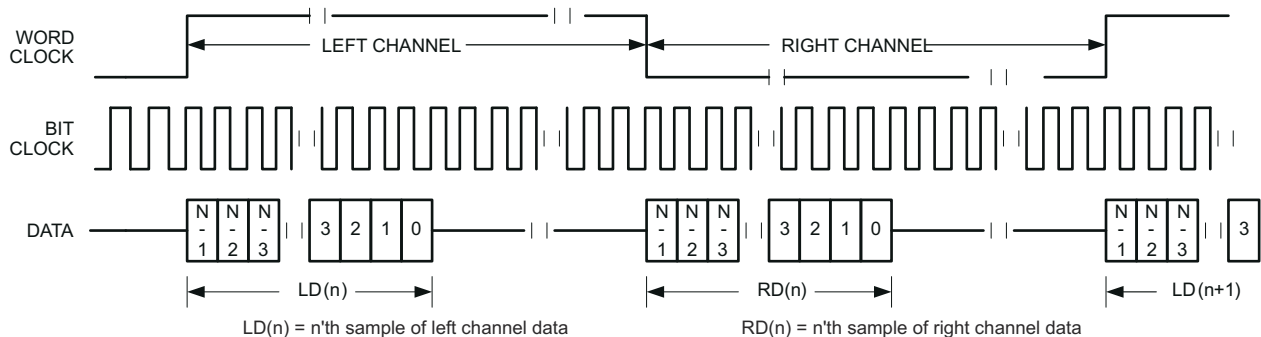 WORD
CLOCK
LEFT CHANNEL
RIGHT CHANNEL
BIT
CLOCK
DATA
N-1 N-2 N-3 3 2 1 0 N-1 N-2 N-3 3 2 1 0 N-1 N-2 N-3 3
LD(n) RD(n) LD(n+1)
LD(n) = n'th sample of left channel data
RD(n) = n'th sample of right channel data